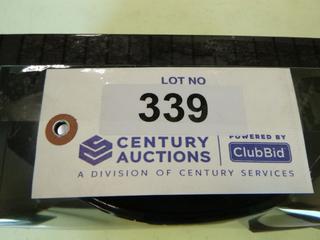 LOT NO
339
CENTURY
AUCTIONS
POWERED BY
ClubBid
A DIVISION OF CENTURY SERVICES